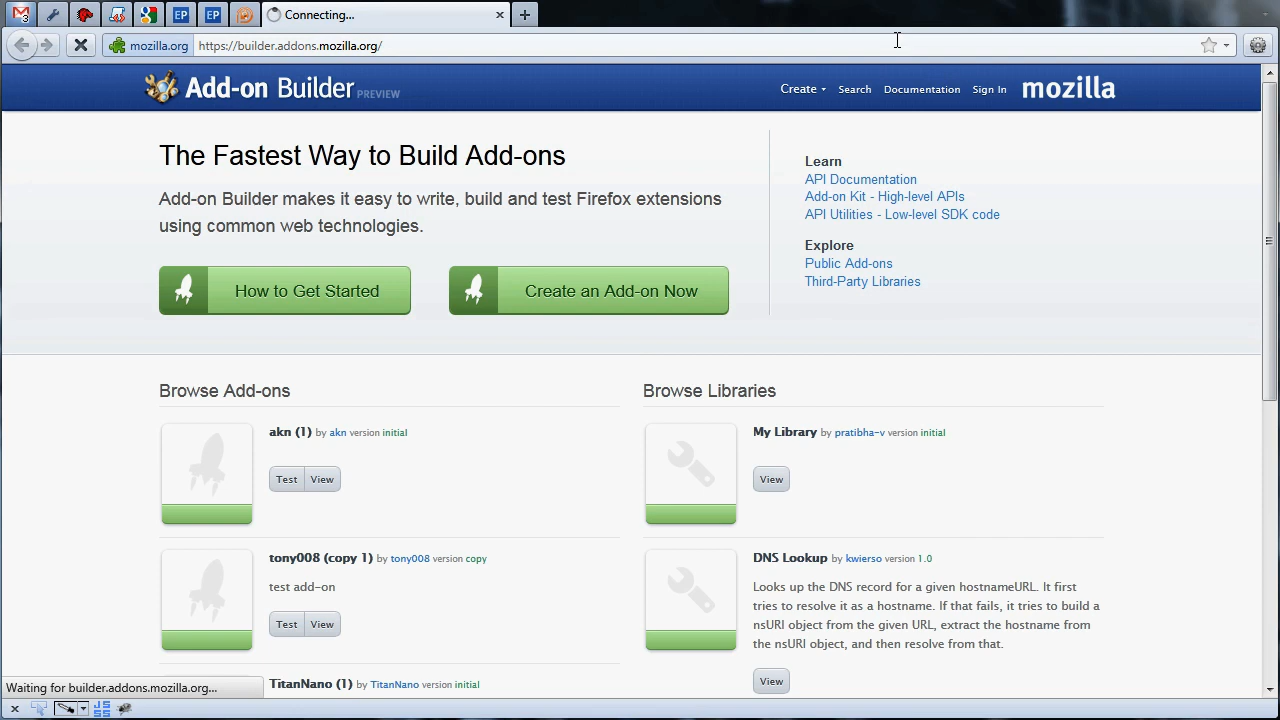 3
EP
EP
Connecting...
mozilla.org
https://builder.addons.mozilla.org/
Add-on Builder PREVIEW
Create
Search
Documentation
Sign In
mozilla
The Fastest Way to Build Add-ons
Add-on Builder makes it easy to write, build and test Firefox extensions
using common web technologies.
How to Get Started
Create an Add-on Now
Learn
API Documentation
Add-on Kit - High-level APIs
API Utilities - Low-level SDK code
Explore
Public Add-ons
Third-Party Libraries
Browse Add-ons
akn (1) by akn version initial
Test View
tony008 (copy 1) by tony008 version copy
test add-on
Test View
TitanNano (1) by TitanNano version initial
Browse Libraries
My Library by pratibha-v version initial
View
DNS Lookup by kwierso version 1.0
Looks up the DNS record for a given hostnameURL. It first
tries to resolve it as a hostname. If that fails, it tries to build a
nsURI object from the given URL, extract the hostname from
the nsURI object, and then resolve from that.
View
Waiting for builder.addons.mozilla.org...